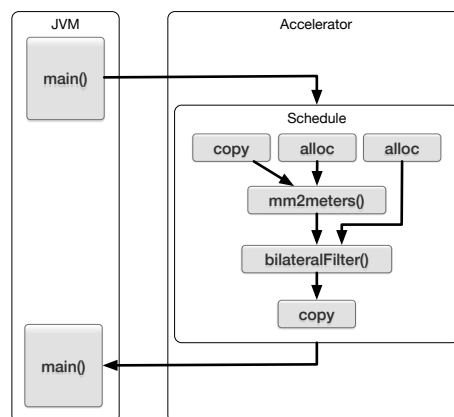 JVM
Accelerator
main()
Schedule
copy
alloc
alloc
mm2meters()
bilateralFilter()
copy
main()